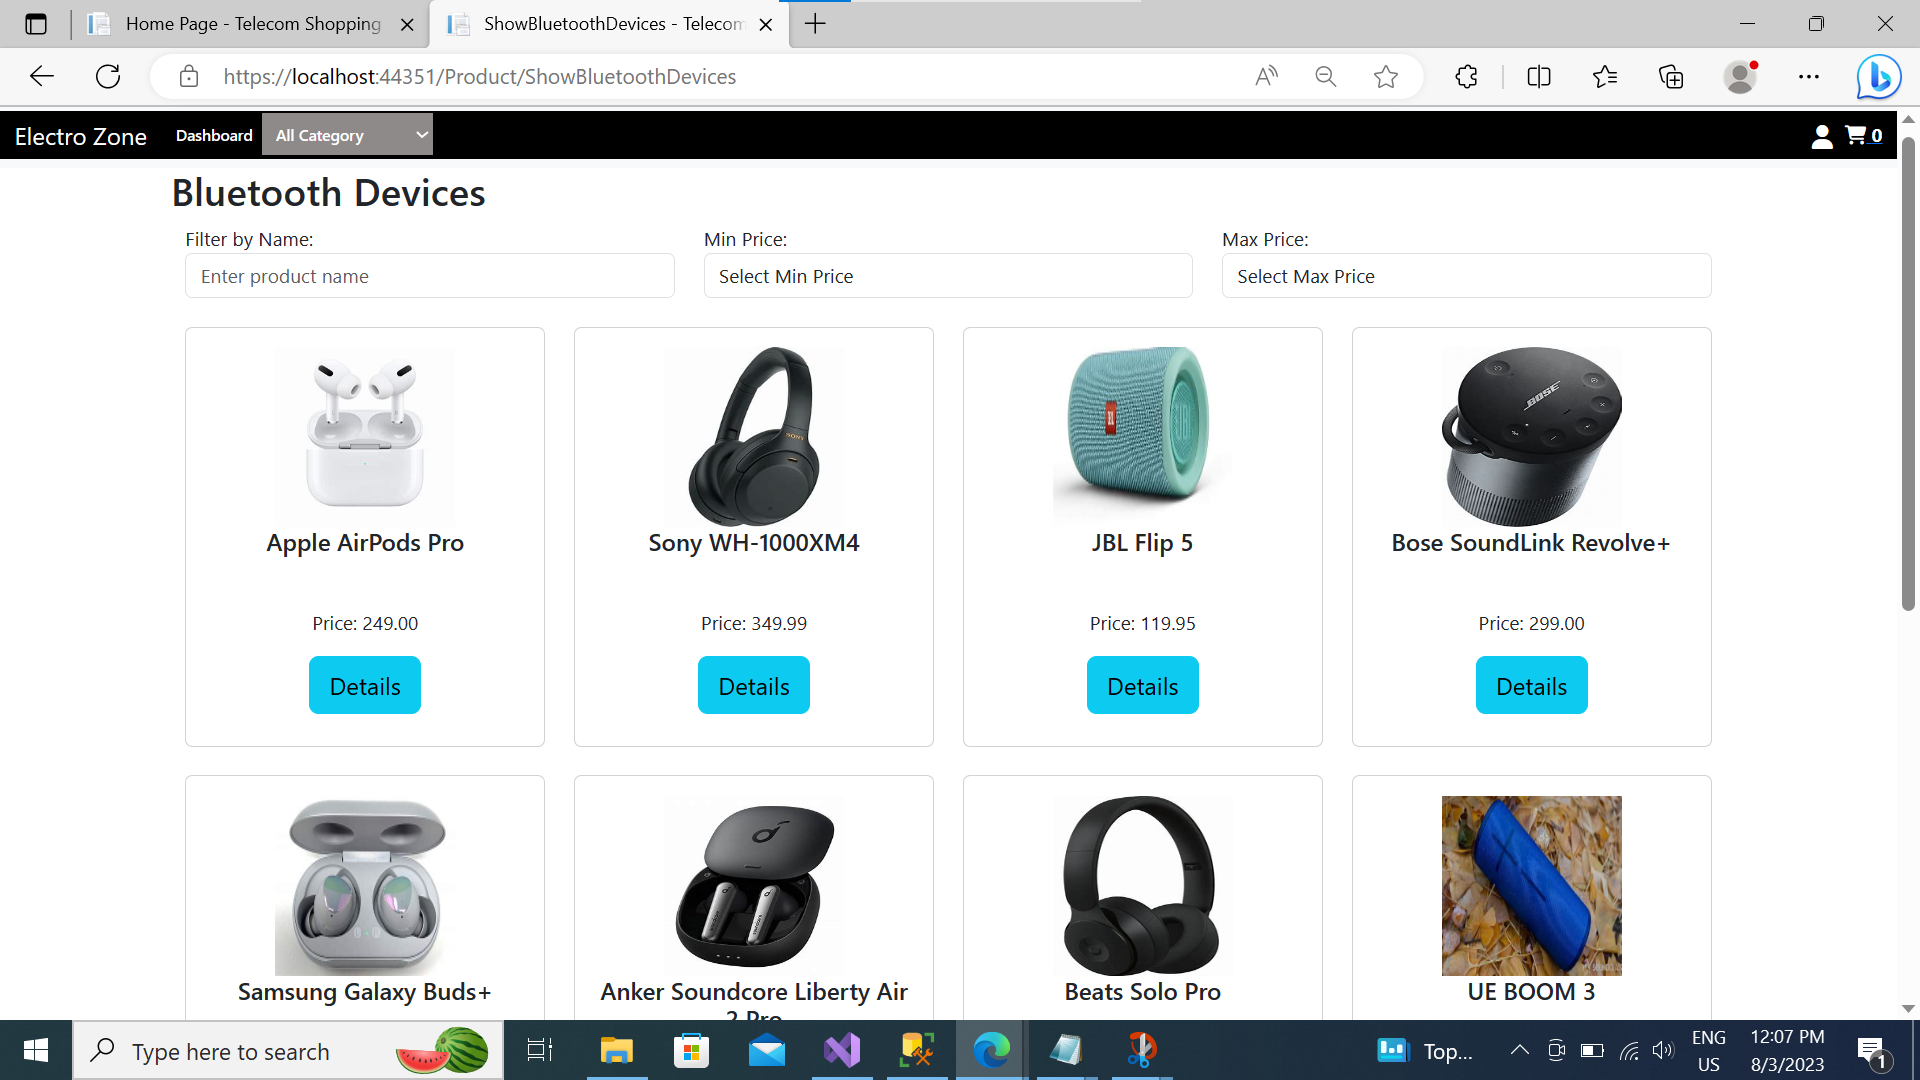 Home Page - Telecom Shopping
ShowBluetoothDevices - Telecom
https://localhost:44351/Product/ShowBluetoothDevices
Electro Zone
Dashboard
All Category
0
Bluetooth Devices
Filter by Name:
Min Price:
Max Price:
Enter product name
Select Min Price
Select Max Price
SONY
BOSE
Apple AirPods Pro
Sony WH-1000XM4
JBL Flip 5
Bose SoundLink Revolve+
Price: 249.00
Price: 349.99
Price: 119.95
Price: 299.00
Details
Details
Details
Details
Samsung Galaxy Buds+
Anker Soundcore Liberty Air
2 Pro
Beats Solo Pro
UE BOOM 3
Type here to search
Top...
ENG
US
12:07 PM
8/3/2023
1